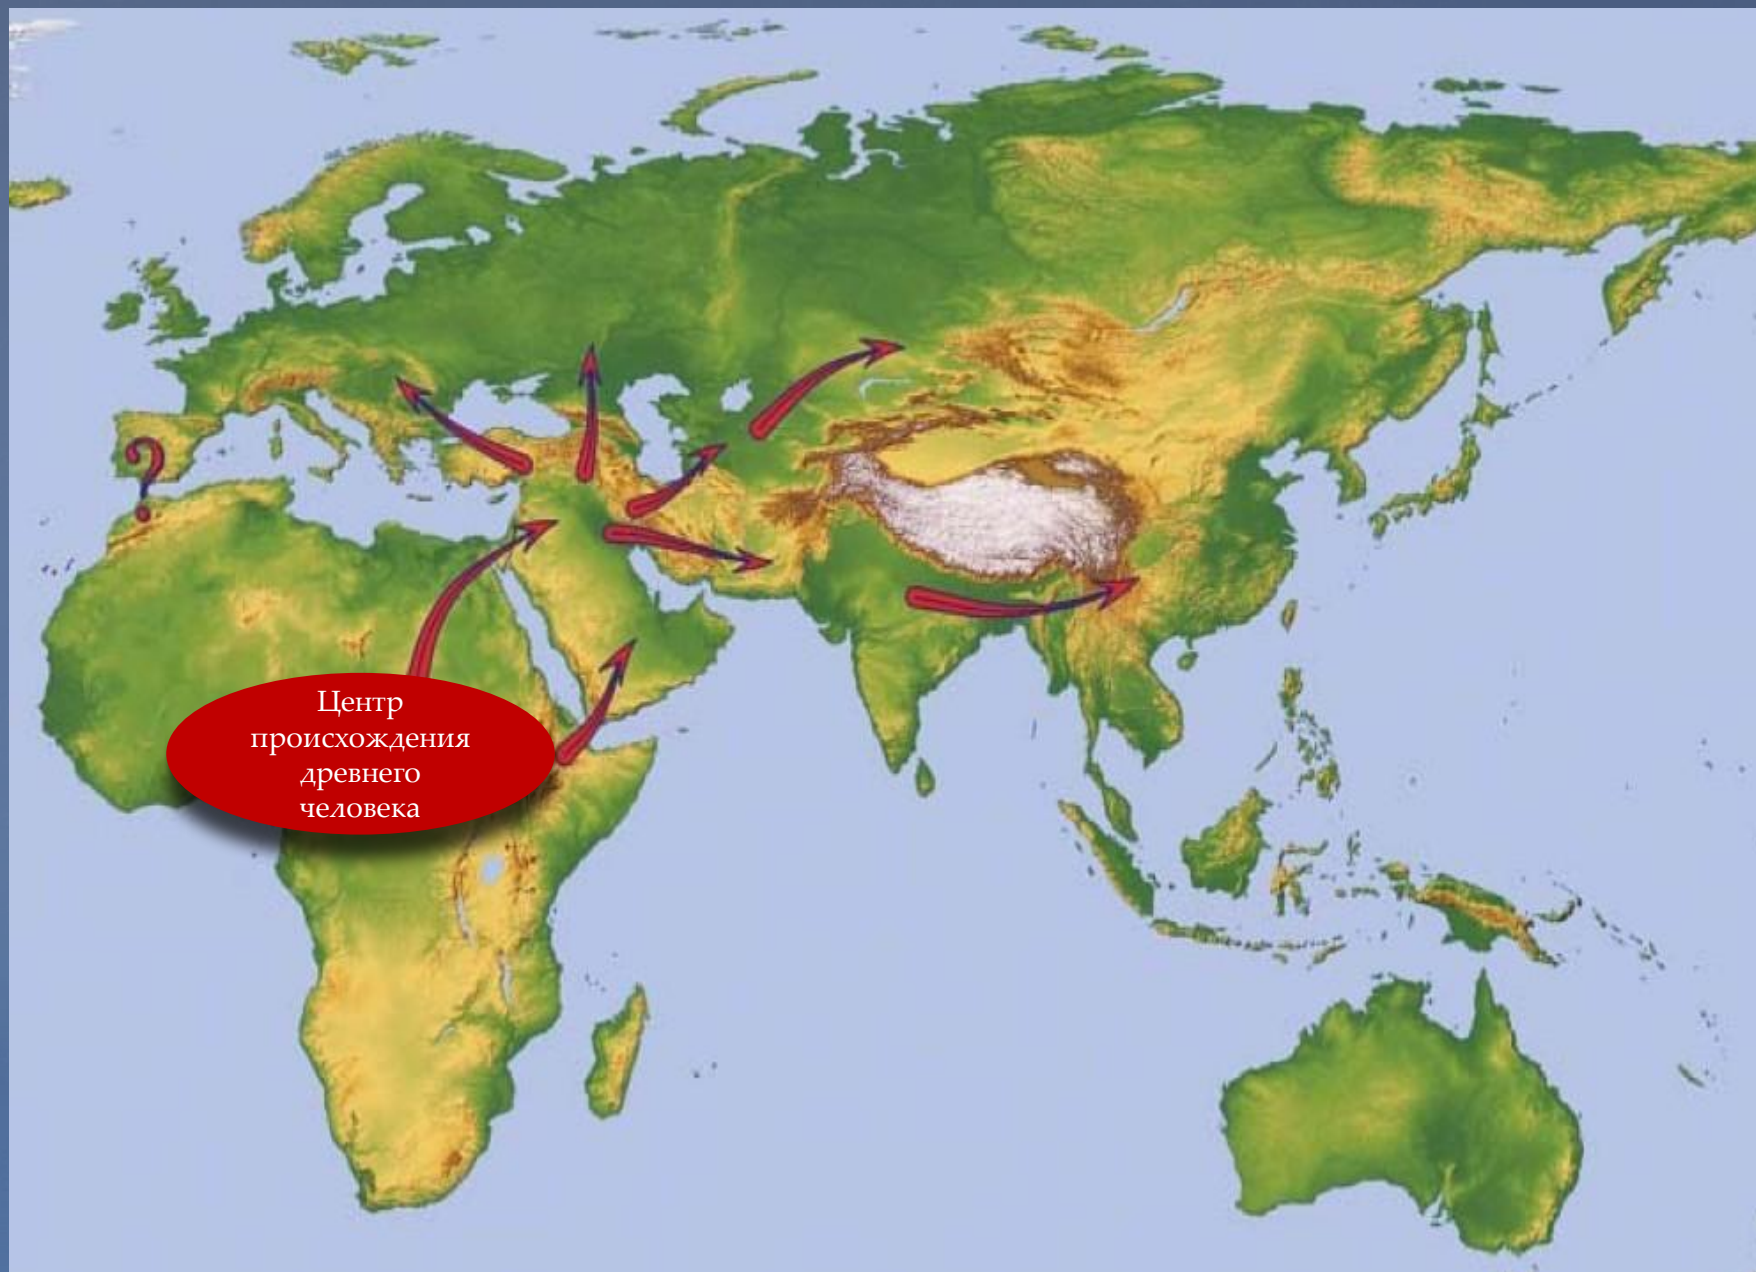 ?
Центр
происхождения
древнего
человека